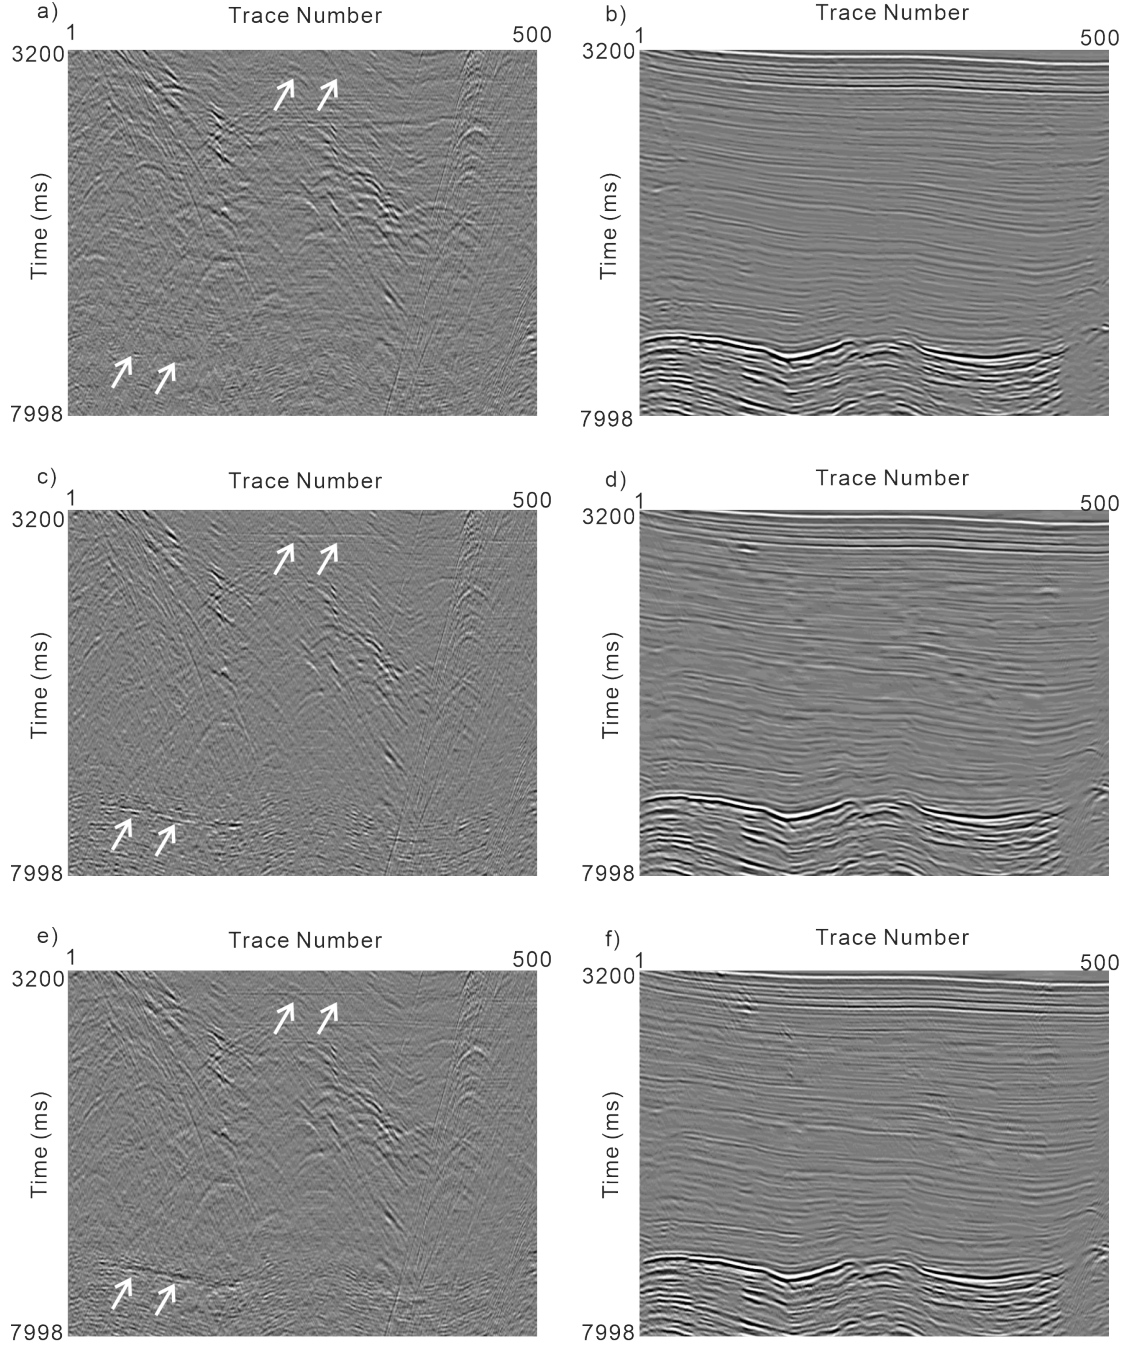 a) Trace Number b) Trace Number
1 500 1 500
3200 3200
Time (ms) Time (ms)
7998 7998
c) Trace Number d) Trace Number
1 500 1 500
3200 3200
Time (ms) Time (ms)
7998 7998
e) Trace Number f) Trace Number
1 500 1 500
3200 3200
Time (ms) Time (ms)
7998 7998